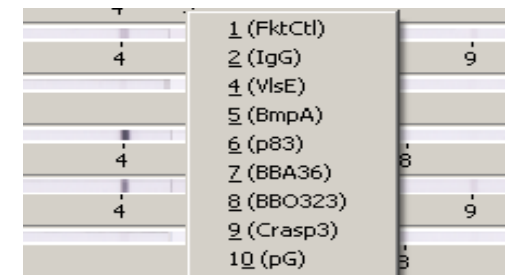 4
1 (FktCtl)
2 (IgG)
4 9
4 (VlsE)
5 (BmpA)
6 (p83)
4 8
7 (BBA36)
8 (BBO323)
4 9
9 (Crasp3)
10 (pG)
8